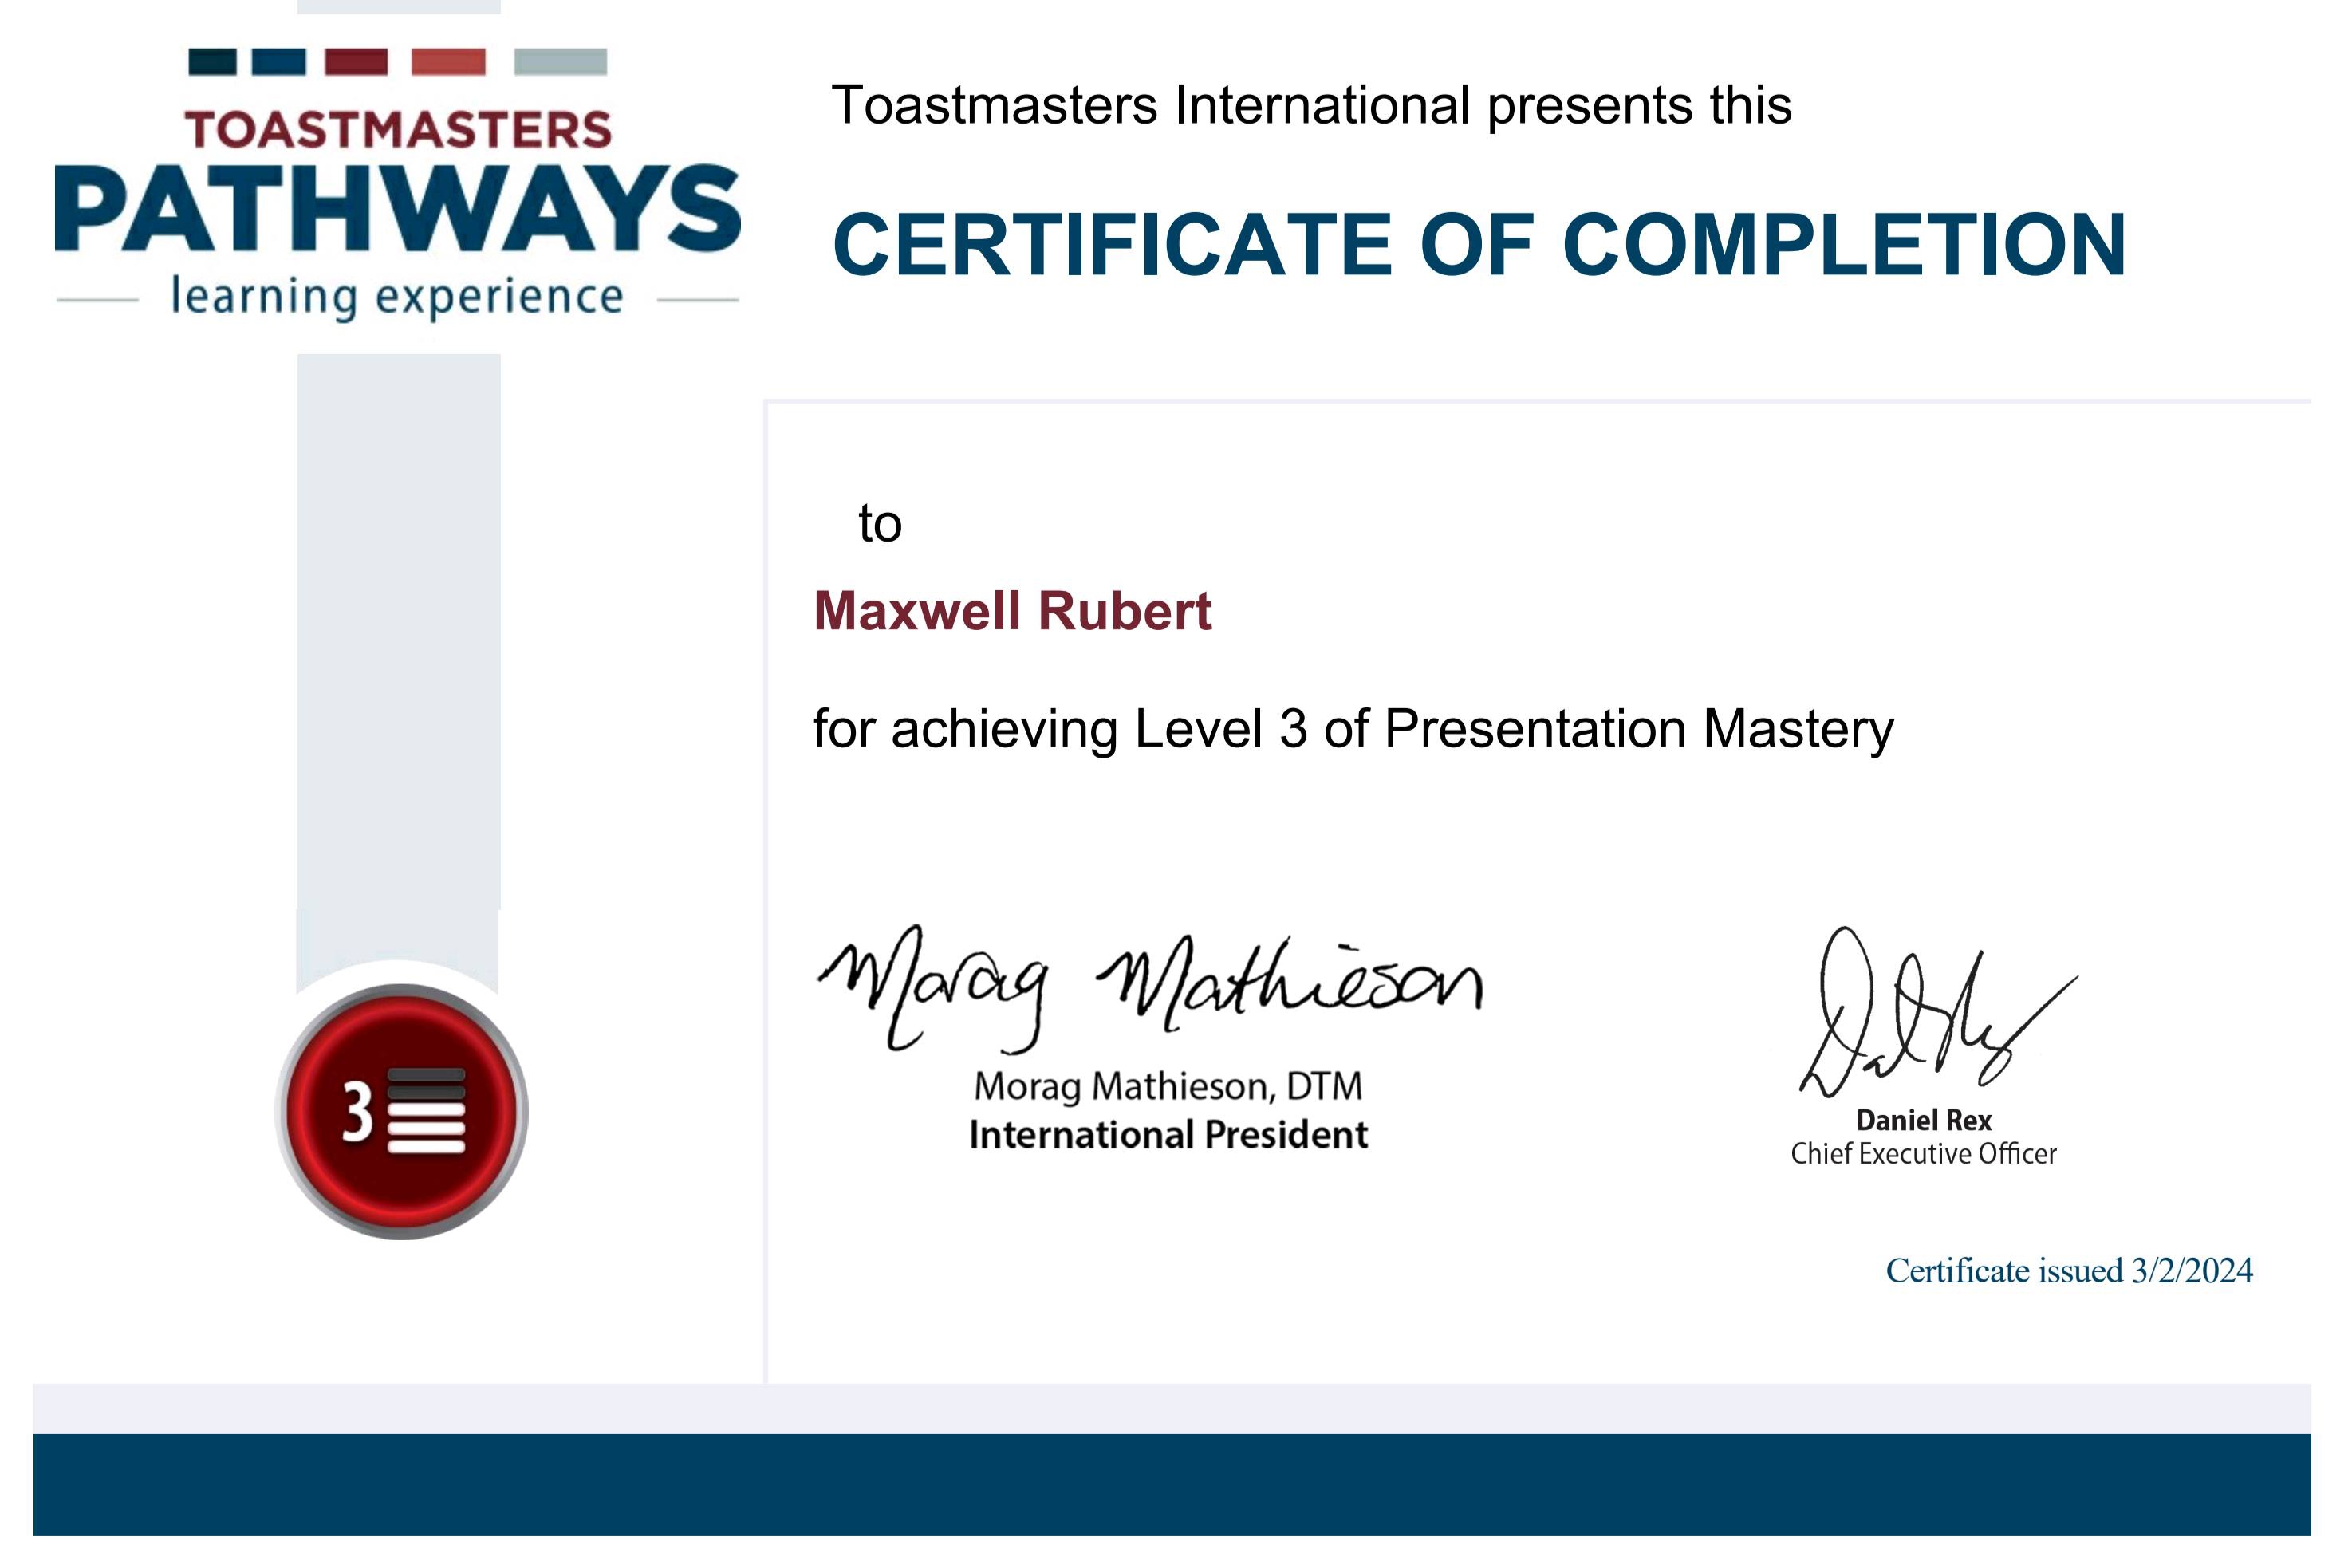 TOASTMASTERS
PATHWAYS
learning experience
Toastmasters International presents this
CERTIFICATE OF COMPLETION
to
Maxwell Rubert
for achieving Level 3 of Presentation Mastery
3
Morag Mathieson
Morag Mathieson, DTM
International President
Daniel Rex
Chief Executive Officer
Certificate issued 3/2/2024